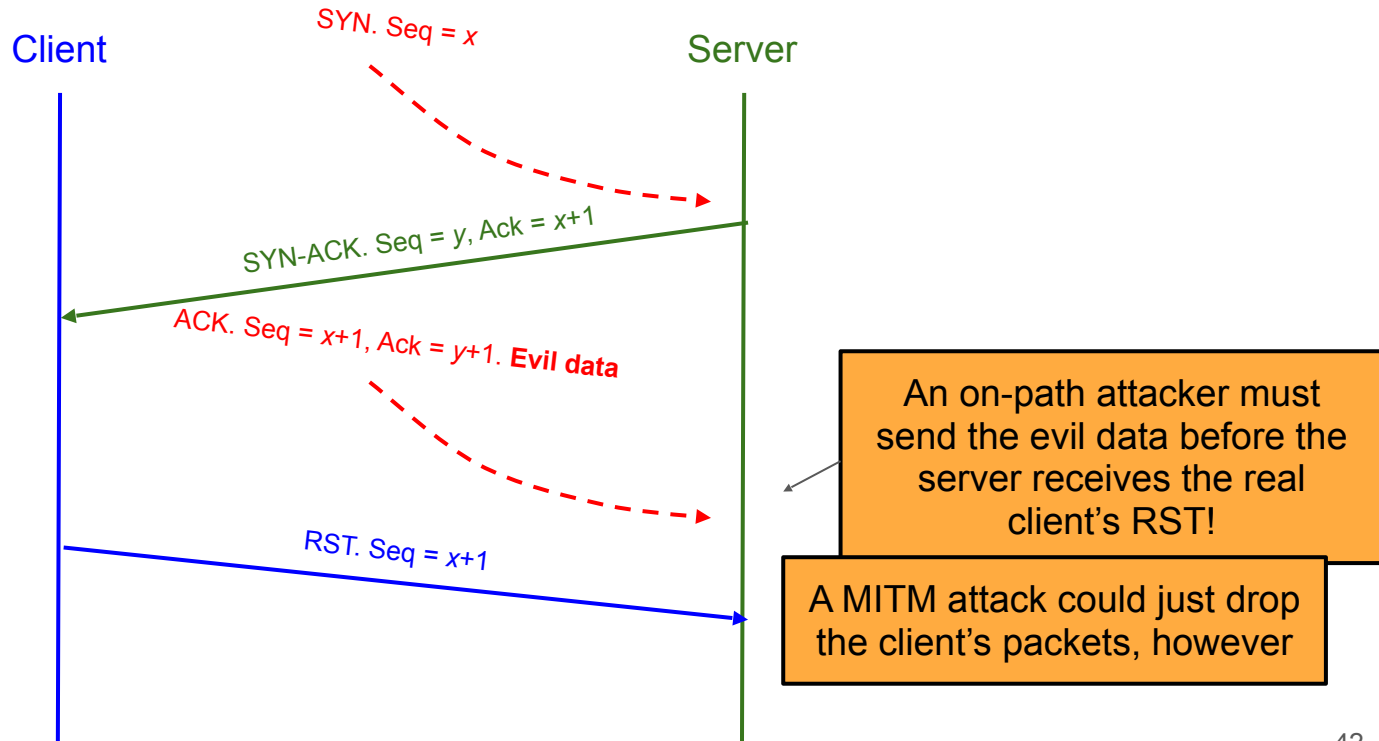 SYN. Seq = x
Client
Server
SYN-ACK. Seq = y, Ack = x+1
ACK. Seq = x+1, Ack = y+1. Evil data
An on-path attacker must
send the evil data before the
server receives the real
client’s RST!
RST. Seq = x+1
A MITM attack could just drop
the client’s packets, however
42